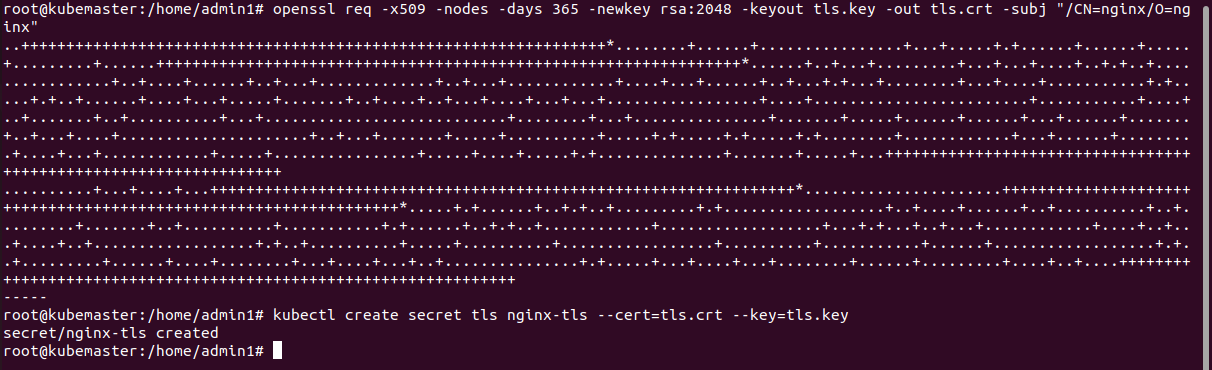 root@kubemaster:/home/admin1# openssl req -x509 -nodes -days 365 -newkey rsa:2048 -keyout tls.key -out tls.crt -subj "/CN=nginx/O=ng
inx"
-----
root@kubemaster:/home/admin1# kubectl create secret tls nginx-tls --cert=tls.crt --key=tls.key
secret/nginx-tls created
root@kubemaster:/home/admin1#